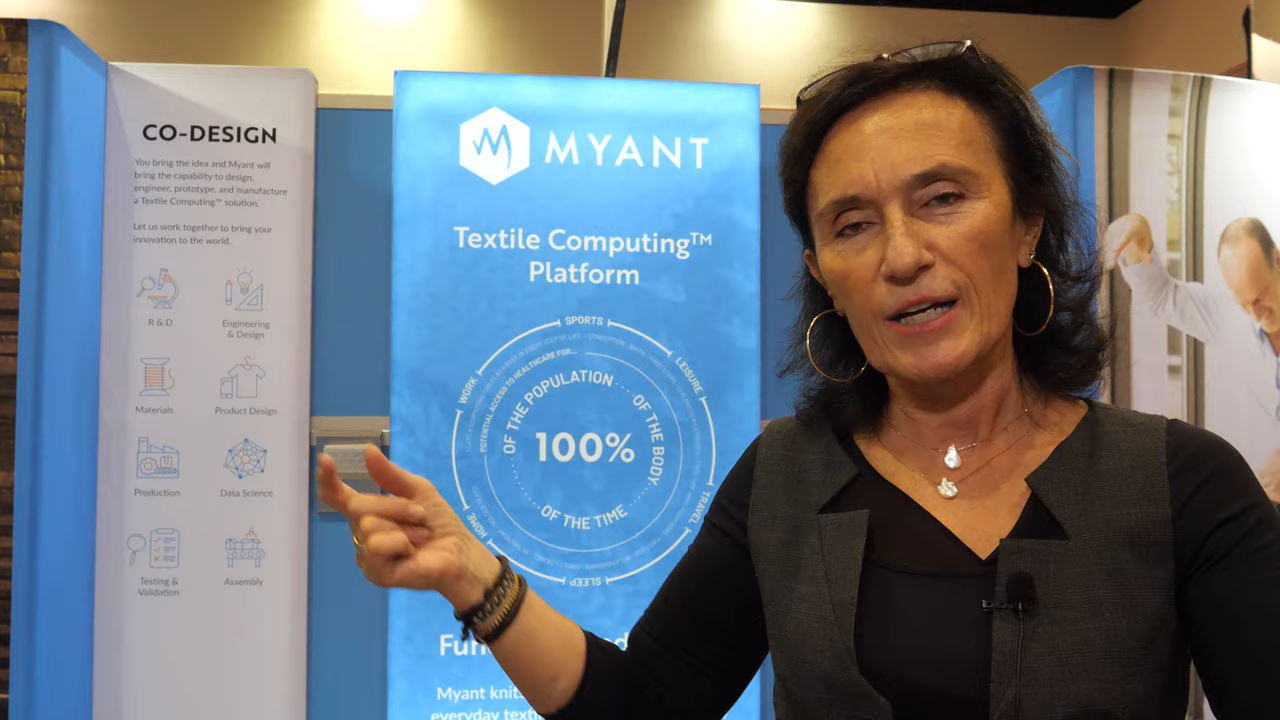 CO-DESIGN
You bring the idea and Myant will
bring the capability to design,
engineer, prototype, and manufacture
a Textile Computing™ solution.
Let us work together to bring your
innovation to the world.
R & D
Engineering
& Design
Materials
Product Design
Production
Data Science
Testing &
Validation
Assembly
MYANT
Textile Computing™
Platform
SPORTS
LEISURE
TRAVEL
SLEEP
HOME
WORK
POTENTIAL ACCESS TO HEALTHCARE FOR...
OF THE POPULATION
OF THE BODY
OF THE TIME
100%
Myant knits
everyday